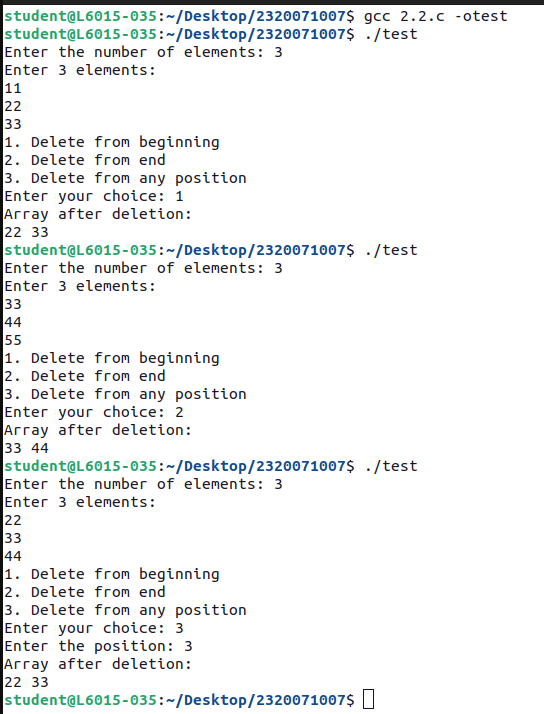 student@L6015-035:~/Desktop/2320071007$ gcc 2.2.c -otest
student@L6015-035:~/Desktop/2320071007$ ./test
Enter the number of elements: 3
Enter 3 elements:
11
22
33
1. Delete from beginning
2. Delete from end
3. Delete from any position
Enter your choice: 1
Array after deletion:
22 33
student@L6015-035:~/Desktop/2320071007$ ./test
Enter the number of elements: 3
Enter 3 elements:
33
44
55
1. Delete from beginning
2. Delete from end
3. Delete from any position
Enter your choice: 2
Array after deletion:
33 44
student@L6015-035:~/Desktop/2320071007$ ./test
Enter the number of elements: 3
Enter 3 elements:
22
33
44
1. Delete from beginning
2. Delete from end
3. Delete from any position
Enter your choice: 3
Enter the position: 3
Array after deletion:
22 33
student@L6015-035:~/Desktop/2320071007$